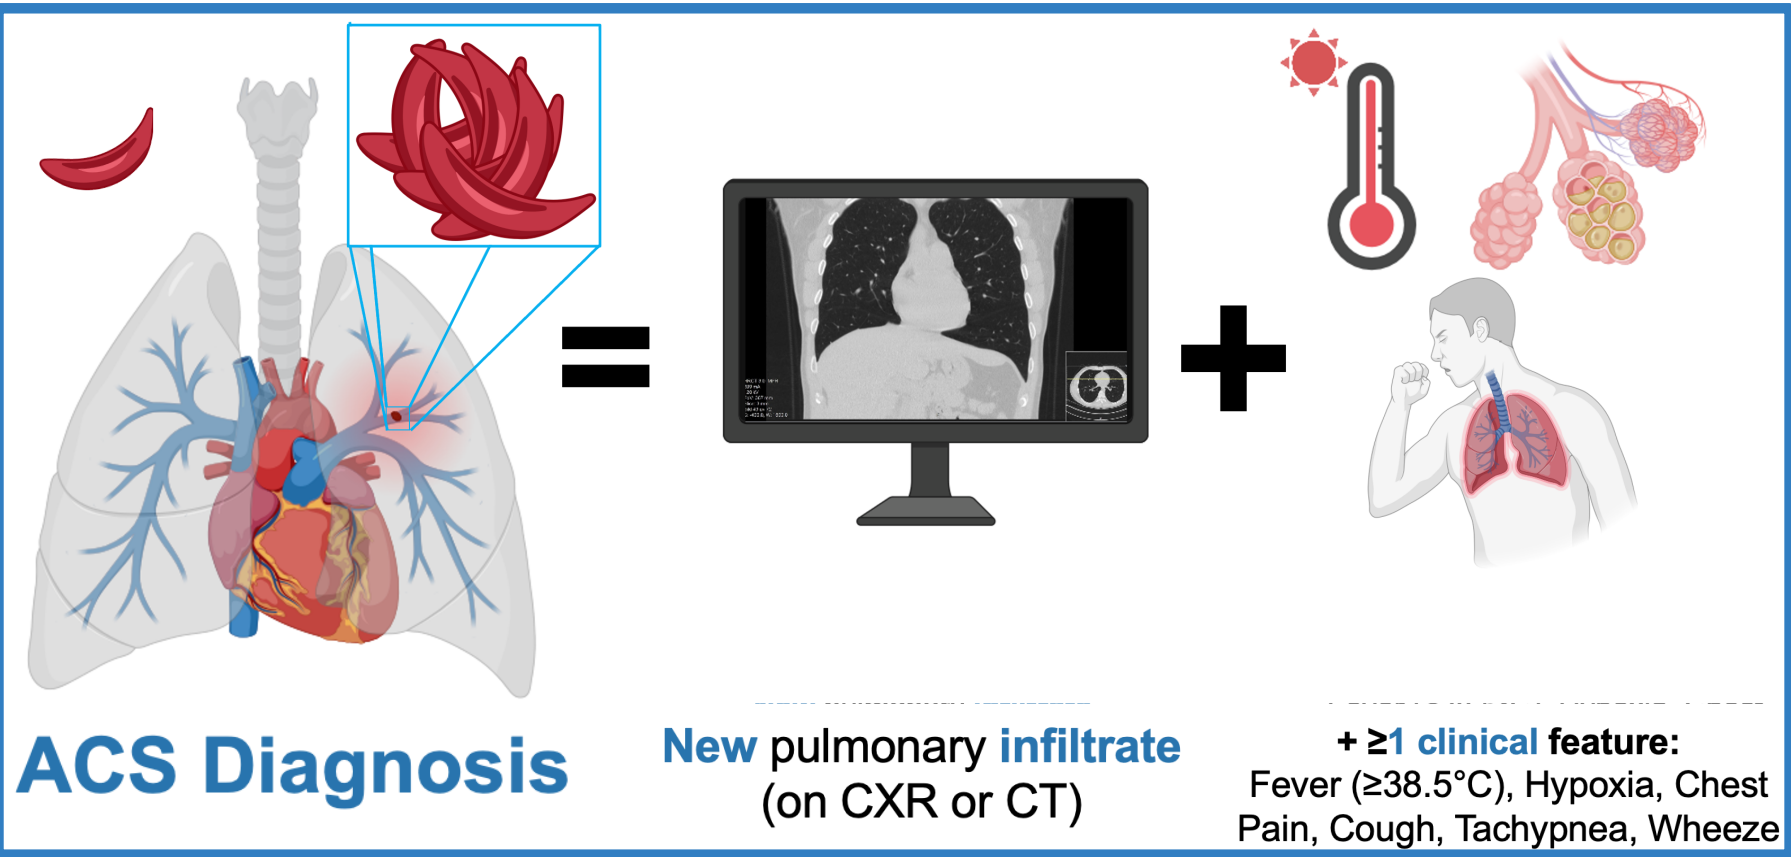 ACS Diagnosis
New pulmonary infiltrate
(on CXR or CT)
+ ≥1 clinical feature:
Fever (≥38.5°C), Hypoxia, Chest
Pain, Cough, Tachypnea, Wheeze